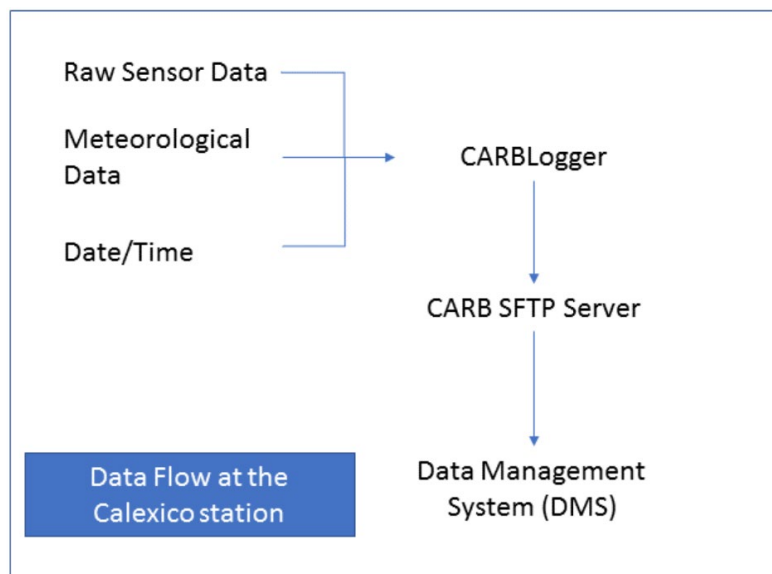 Raw Sensor Data
Meteorological
Data
Date/Time
CARBLogger
CARB SFTP Server
Data Management
System (DMS)
Data Flow at the
Calexico station